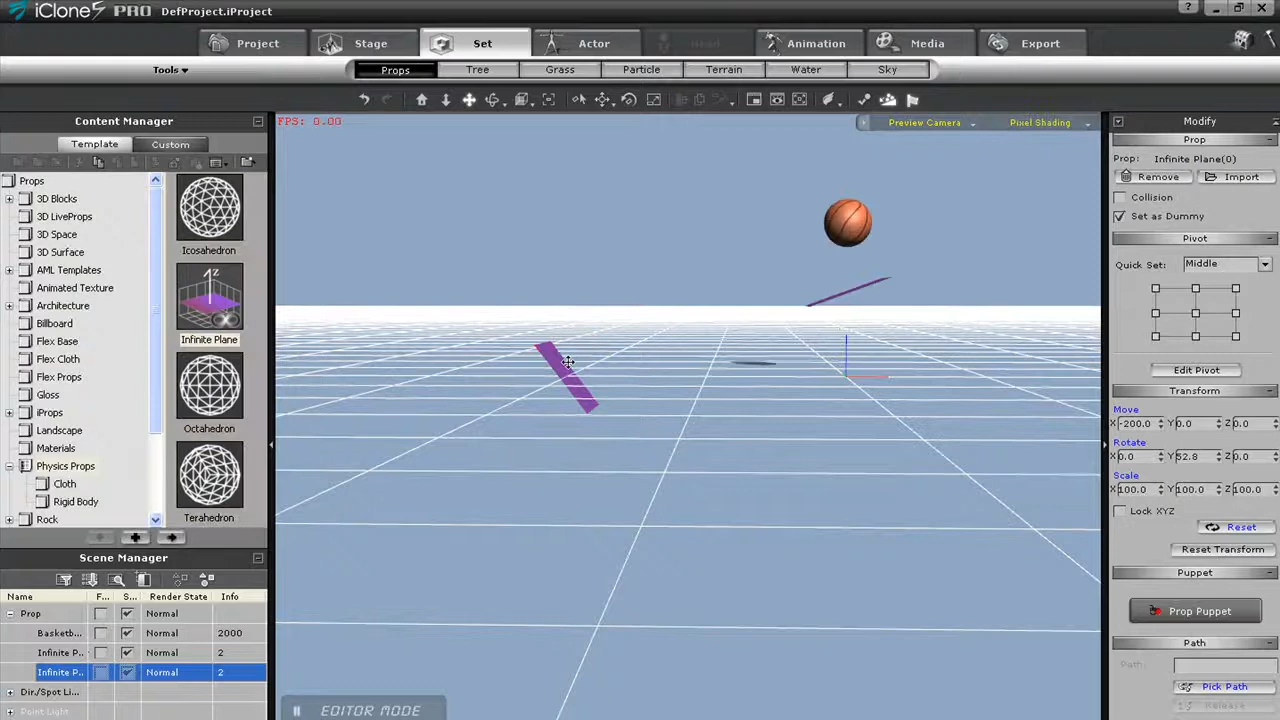 iClone5 PRO DefProject.iProject
?
Project Stage Set Actor Head Animation Media Export
Tools
Props Tree Grass Particle Terrain Water Sky
Content Manager
Template Custom
Props
3D Blocks
3D LiveProps
3D Space
3D Surface
AML Templates
Animated Texture
Architecture
Billboard
Flex Base
Flex Cloth
Flex Props
Gloss
iProps
Landscape
Materials
Physics Props
Cloth
Rigid Body
Rock
Icosahedron
Z
Infinite Plane
Octahedron
Terahedron
Scene Manager
Name F... S... Render State Info
Prop Normal
Basketb... Normal 2000
Infinite P... Normal 2
Infinite P... Normal 2
Dir./Spot Li... Normal
Point Light Normal
FPS: 0.00
Preview Camera Pixel Shading
EDITOR MODE
Modify
Prop
Prop: Infinite Plane(0)
Remove Import
Collision
Set as Dummy
Pivot
Quick Set: Middle
Edit Pivot
Transform
Move
X -200.0 Y 0.0 Z 0.0
Rotate
X 0.0 Y 52.8 Z 0.0
Scale
X 100.0 Y 100.0 Z 100.0
Lock XYZ
Reset
Reset Transform
Puppet
Prop Puppet
Path
Path:
Pick Path
Release